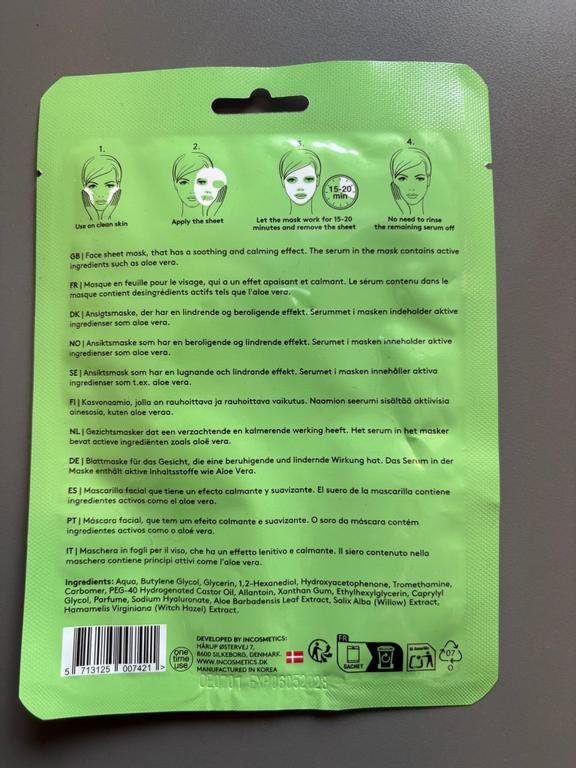 1.
2.
3.
4.
15-20
min
Use on clean skin
Apply the sheet
Let the mask work for 15-20
minutes and remove the sheet
No need to rinse
the remaining serum off
GB | Face sheet mask, that has a soothing and calming effect. The serum in the mask contains active
ingredients such as aloe vera.
FR | Masque en feuille pour le visage, qui a un effet apaisant et calmant. Le sérum contenu dans le
masque contient desingrédients actifs tels que l'aloe vera.
DK | Ansigtsmaske, der har en lindrende og beroligende effekt. Serummet i masken indeholder aktive
ingredienser som aloe vera.
NO | Ansiktsmaske som har en beroligende og lindrende effekt. Serumet i masken inneholder aktive
ingredienser som aloe vera.
SE | Ansiktsmask som har en lugnande och lindrande effekt. Serumet i masken innehåller aktiva
ingredienser som t.ex. aloe vera.
FI | Kasvonaamio, jolla on rauhoittava ja rauhoittava vaikutus. Naamion seerumi sisältää aktiivisia
ainesosia, kuten aloe veraa.
NL | Gezichtsmasker dat een verzachtende en kalmerende werking heeft. Het serum in het masker
bevat actieve ingrediënten zoals aloë vera.
DE | Blattmaske für das Gesicht, die eine beruhigende und lindernde Wirkung hat. Das Serum in der
Maske enthält aktive Inhaltsstoffe wie Aloe Vera.
ES | Mascarilla facial que tiene un efecto calmante y suavizante. El suero de la mascarilla contiene
ingredientes activos como el aloe vera.
PT | Máscara facial, que tem um efeito calmante e suavizante. O soro da máscara contém
ingredientes activos como o aloé vera.
IT | Maschera in fogli per il viso, che ha un effetto lenitivo e calmante. Il siero contenuto nella
maschera contiene principi attivi come l'aloe vera.
Ingredients: Aqua, Butylene Glycol, Glycerin, 1,2-Hexanediol, Hydroxyacetophenone, Tromethamine,
Carbomer, PEG-40 Hydrogenated Castor Oil, Allantoin, Xanthan Gum, Ethylhexylglycerin, Caprylyl
Glycol, Parfume, Sodium Hyaluronate, Aloe Barbadensis Leaf Extract, Salix Alba (Willow) Extract,
Hamamelis Virginiana (Witch Hazel) Extract.
5 713125 007421 >
one
time
use
DEVELOPED BY INCOSMETICS:
HÅRUP ØSTERVEJ 7,
8600 SILKEBORG, DENMARK.
WWW.INCOSMETICS.DK
MANUFACTURED IN KOREA
FR
SACHET
07
O
EXP06052028